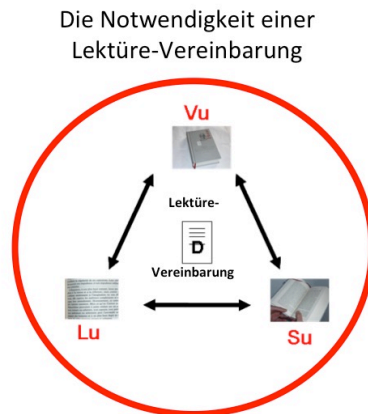 Die Notwendigkeit einer
Lektüre-Vereinbarung
Vu
Lektüre-
D
Vereinbarung
Lu
Su